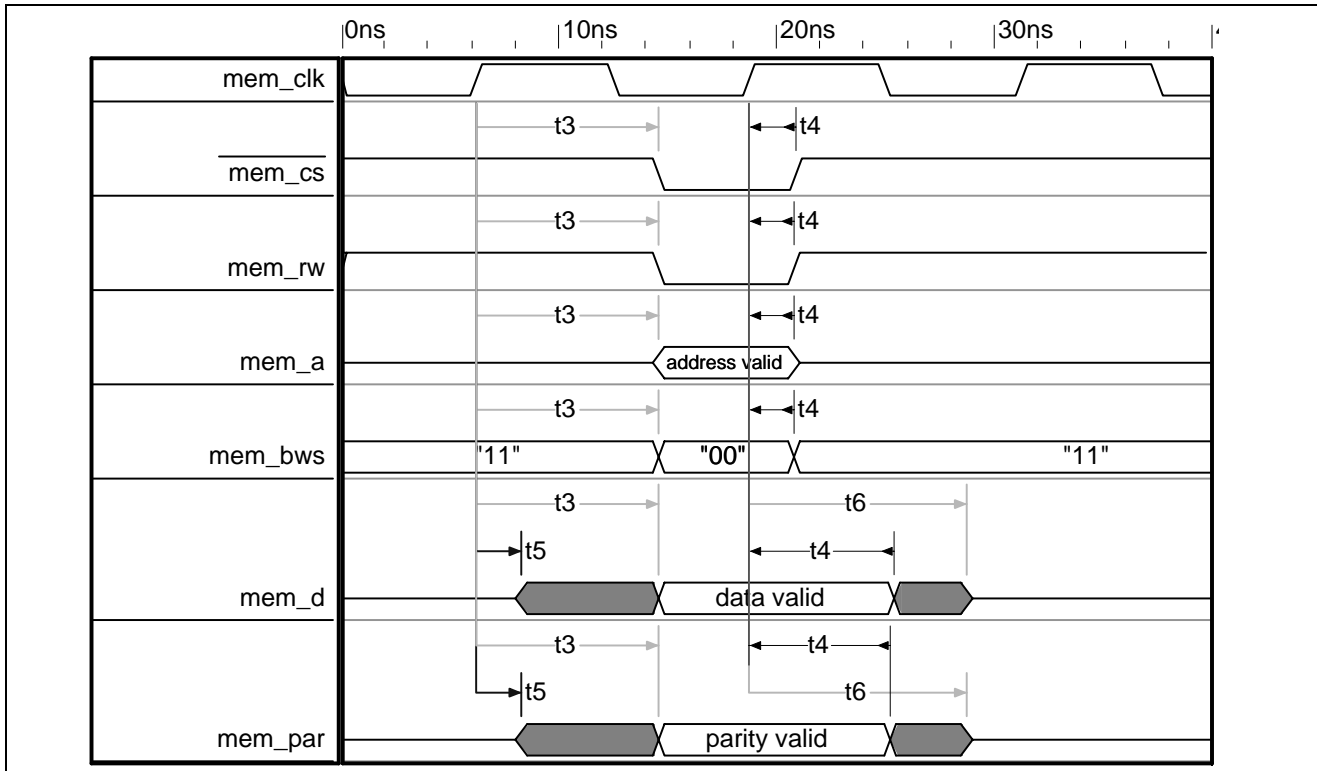 0ns 10ns 20ns 30ns
mem_clk
t3 t4
mem_cs
t3 t4
mem_rw
t3 t4
mem_a address valid
t3 t4
mem_bws "11" "00" "11"
t3 t6
t5 t4
mem_d data valid
t3 t4
t5 t6
mem_par parity valid